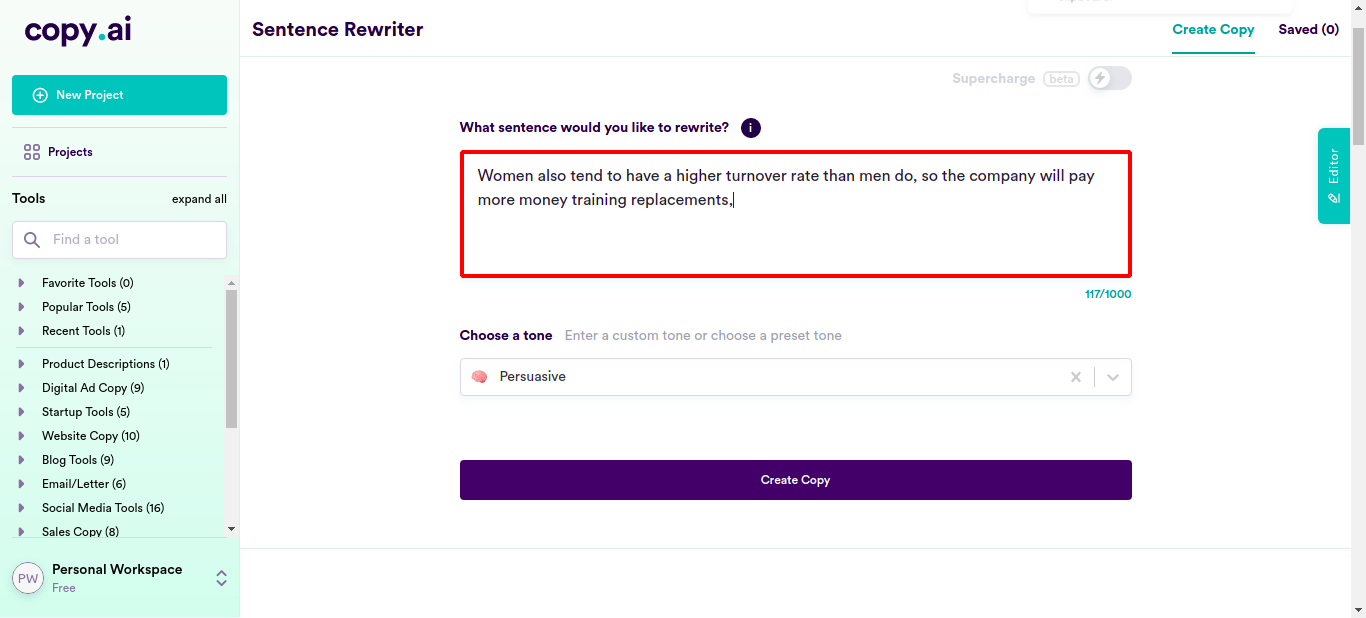 copy.ai
Sentence Rewriter
Create Copy
Saved (0)
New Project
Projects
Tools
expand all
Find a tool
Favorite Tools (0)
Popular Tools (5)
Recent Tools (1)
Product Descriptions (1)
Digital Ad Copy (9)
Startup Tools (5)
Website Copy (10)
Blog Tools (9)
Email/Letter (6)
Social Media Tools (16)
Sales Copy (8)
PW
Personal Workspace
Free
Supercharge beta
What sentence would you like to rewrite? i
Women also tend to have a higher turnover rate than men do, so the company will pay
more money training replacements,
117/1000
Choose a tone Enter a custom tone or choose a preset tone
Persuasive
Create Copy
Editor